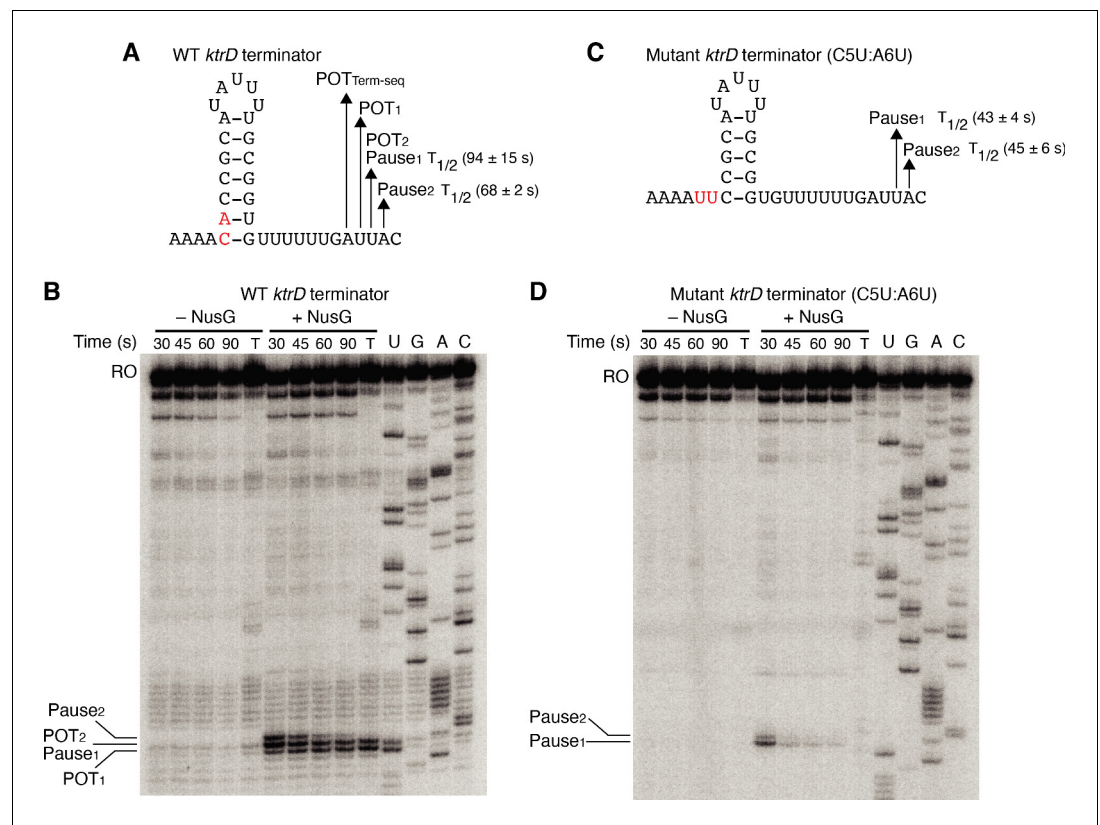 A WT ktrD terminator
POTTerm-seq
POT1
POT2
Pause1 T1/2 (94 ± 15 s)
Pause2 T1/2 (68 ± 2 s)
A U U
U U
A–U
C–G
G–C
C–G
C–G
A–U
AAAAC–GUUUUUUGAUUAC
C Mutant ktrD terminator (C5U:A6U)
Pause1 T1/2 (43 ± 4 s)
Pause2 T1/2 (45 ± 6 s)
A U U
U U
A–U
C–G
G–C
C–G
AAAAUUC–GUGUUUUUUGAUUAC
B WT ktrD terminator
– NusG + NusG
Time (s) 30 45 60 90 T 30 45 60 90 T U G A C
RO
Pause2
POT2
Pause1
POT1
D Mutant ktrD terminator (C5U:A6U)
– NusG + NusG
Time (s) 30 45 60 90 T 30 45 60 90 T U G A C
RO
Pause2
Pause1